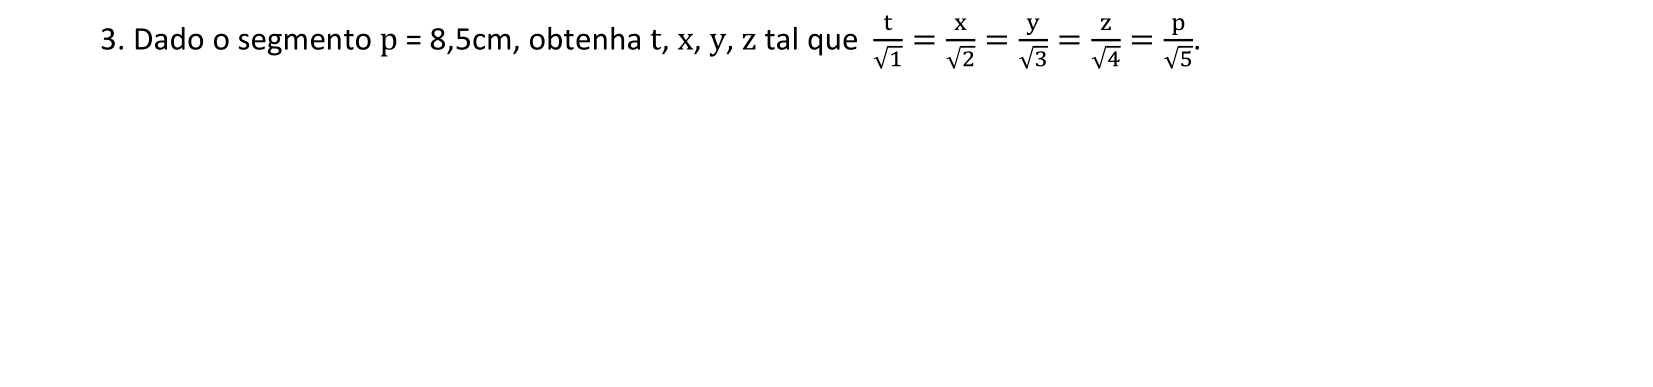 3. Dado o segmento p = 8,5cm, obtenha t, x, y, z tal que t/√1 = x/√2 = y/√3 = z/√4 = p/√5.